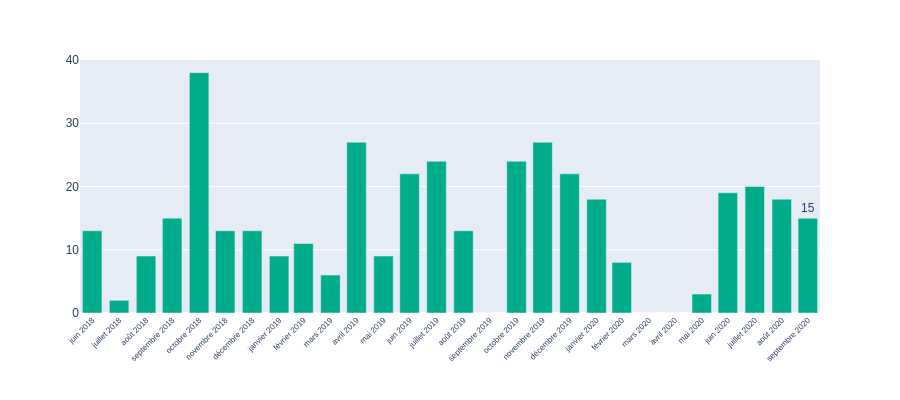 40
30
20
10
0
15
juin 2018
juillet 2018
août 2018
septembre 2018
octobre 2018
novembre 2018
décembre 2018
janvier 2019
février 2019
mars 2019
avril 2019
mai 2019
juin 2019
juillet 2019
août 2019
septembre 2019
octobre 2019
novembre 2019
décembre 2019
janvier 2020
février 2020
mars 2020
avril 2020
mai 2020
juin 2020
juillet 2020
août 2020
septembre 2020